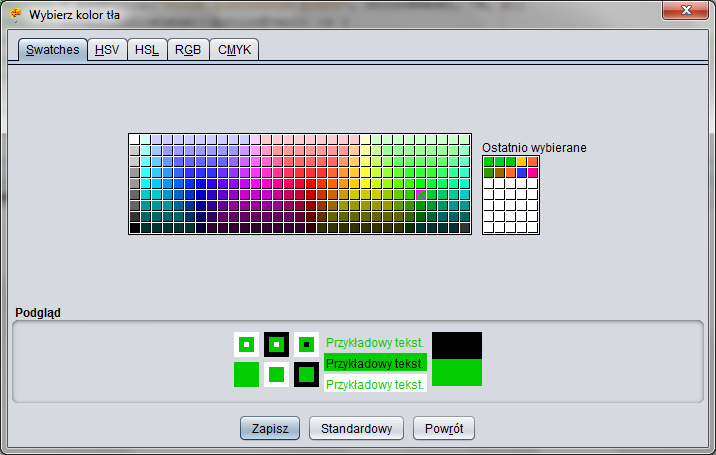 Wybierz kolor tła
Swatches HSV HSL RGB CMYK
Ostatnio wybierane
Podgląd
Przykładowy tekst.
Przykładowy tekst.
Przykładowy tekst.
Zapisz Standardowy Powrót